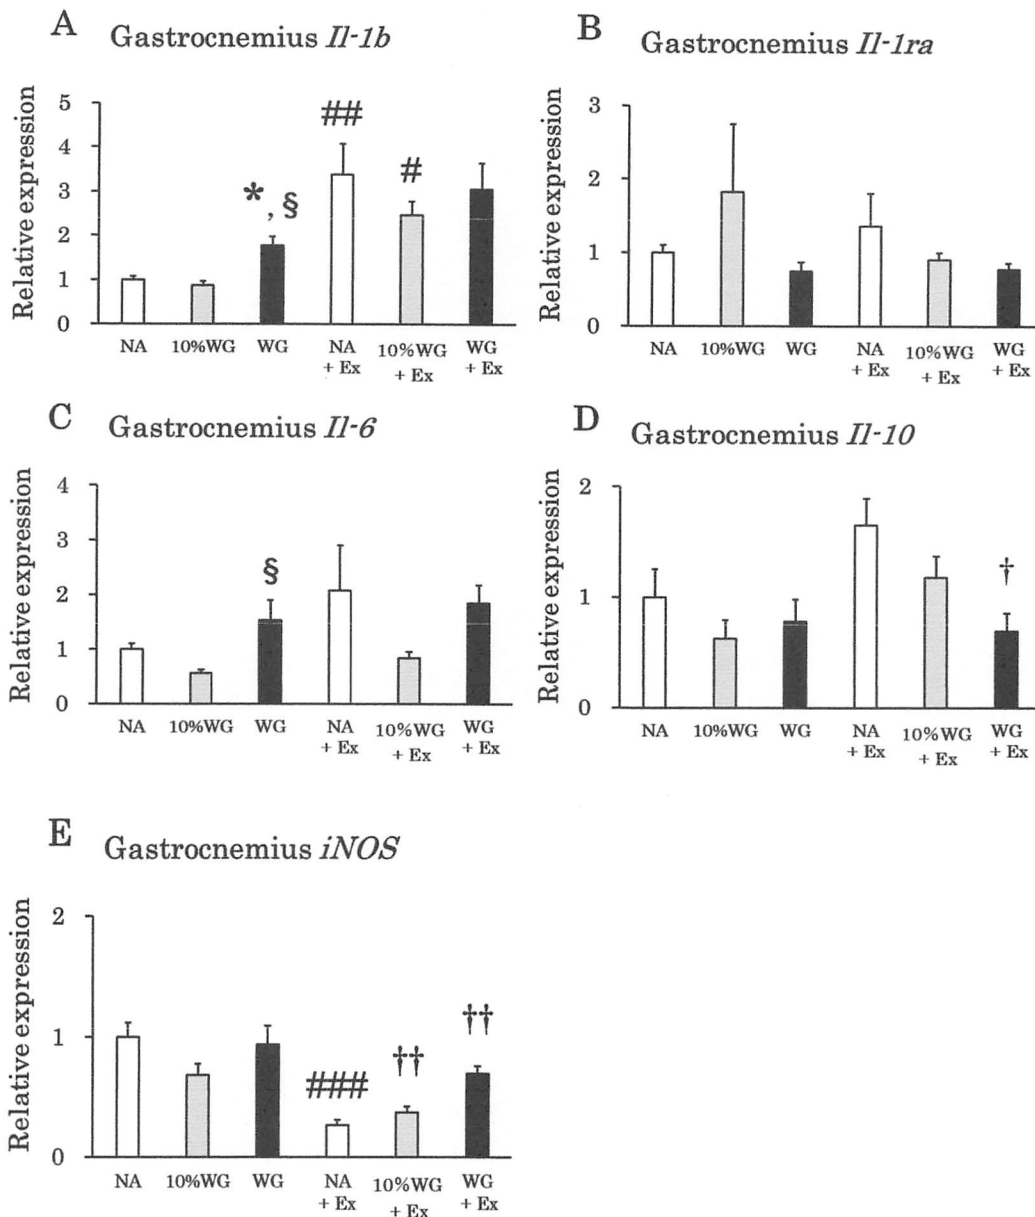 A Gastrocnemius Il-1b
Relative expression
5
4
3
2
1
0
*, §
##
#
NA 10%WG WG NA + Ex 10%WG + Ex WG + Ex
B Gastrocnemius Il-1ra
Relative expression
3
2
1
0
NA 10%WG WG NA + Ex 10%WG + Ex WG + Ex
C Gastrocnemius Il-6
Relative expression
4
3
2
1
0
§
NA 10%WG WG NA + Ex 10%WG + Ex WG + Ex
D Gastrocnemius Il-10
Relative expression
2
1
0
†
NA 10%WG WG NA + Ex 10%WG + Ex WG + Ex
E Gastrocnemius iNOS
Relative expression
2
1
0
###
††
††
NA 10%WG WG NA + Ex 10%WG + Ex WG + Ex